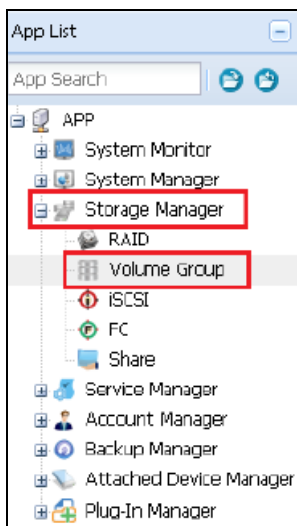 App List
App Search
APP
System Monitor
System Manager
Storage Manager
RAID
Volume Group
iSCSI
FC
Share
Service Manager
Account Manager
Backup Manager
Attached Device Manager
Plug-In Manager